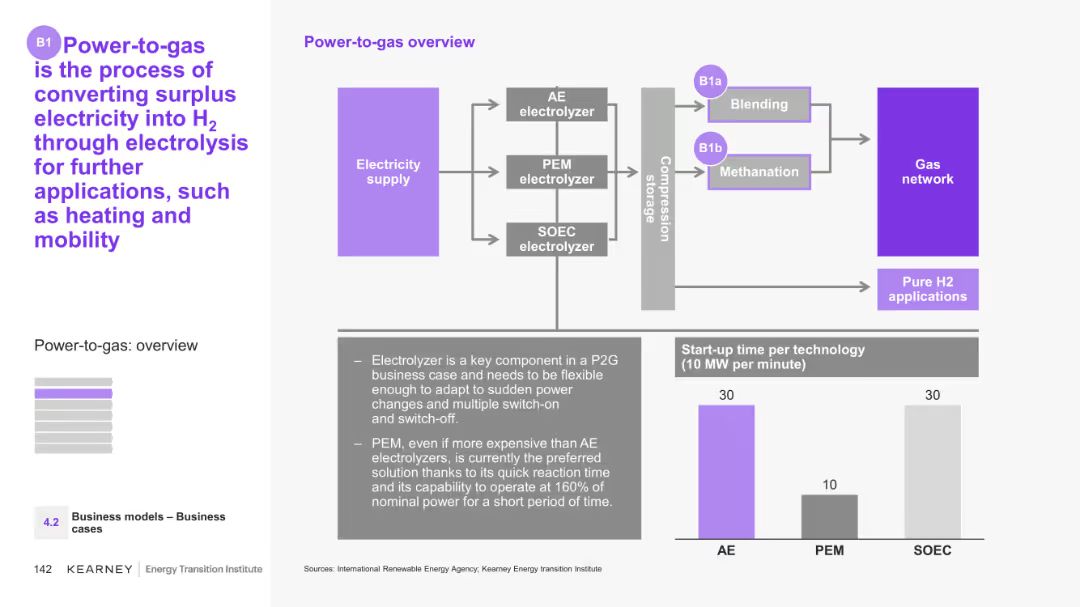 B1
Power-to-gas
is the process of
converting surplus
electricity into H2
through electrolysis
for further
applications, such
as heating and
mobility
Power-to-gas: overview
4.2
Business models – Business
cases
142
KEARNEY
Energy Transition Institute
Power-to-gas overview
Electricity
supply
AE
electrolyzer
PEM
electrolyzer
SOEC
electrolyzer
Compression
storage
B1a
Blending
B1b
Methanation
Gas
network
Pure H2
applications
– Electrolyzer is a key component in a P2G
business case and needs to be flexible
enough to adapt to sudden power
changes and multiple switch-on
and switch-off.
– PEM, even if more expensive than AE
electrolyzers, is currently the preferred
solution thanks to its quick reaction time
and its capability to operate at 160% of
nominal power for a short period of time.
Start-up time per technology
(10 MW per minute)
30
10
30
AE
PEM
SOEC
Sources: International Renewable Energy Agency; Kearney Energy transition Institute